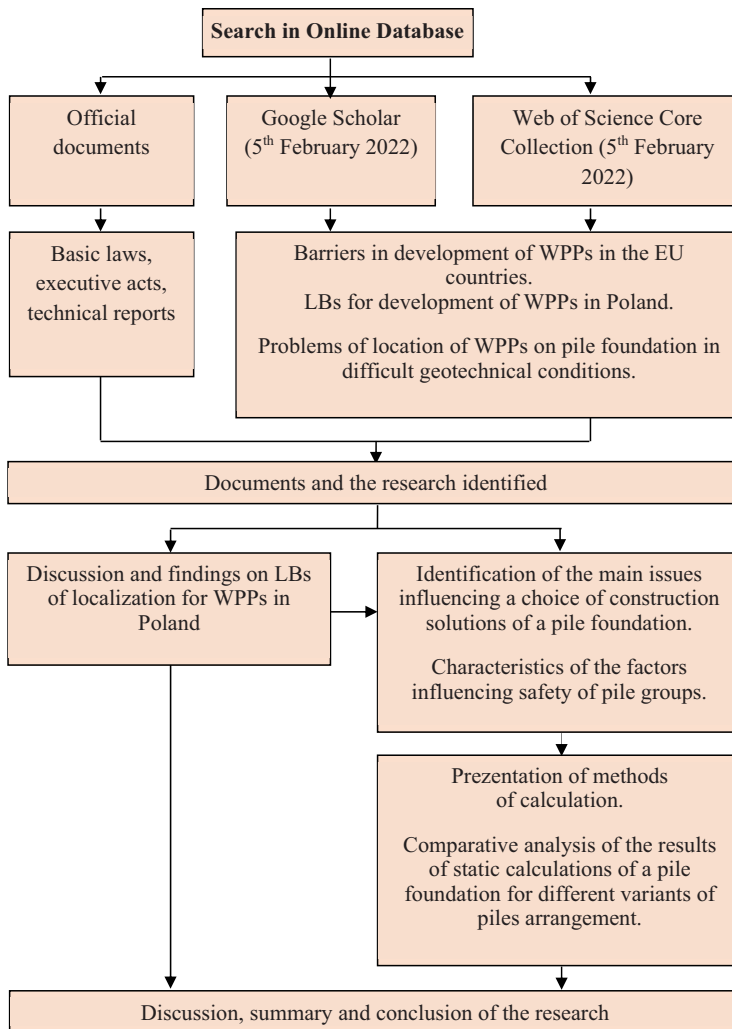 Search in Online Database
Official
documents
Google Scholar
(5th February 2022)
Web of Science Core
Collection (5th February
2022)
Basic laws,
executive acts,
technical reports
Barriers in development of WPPs in the EU
countries.
LBs for development of WPPs in Poland.
Problems of location of WPPs on pile foundation in
difficult geotechnical conditions.
Documents and the research identified
Discussion and findings on LBs
of localization for WPPs in
Poland
Identification of the main issues
influencing a choice of construction
solutions of a pile foundation.
Characteristics of the factors
influencing safety of pile groups.
Prezentation of methods
of calculation.
Comparative analysis of the results
of static calculations of a pile
foundation for different variants of
piles arrangement.
Discussion, summary and conclusion of the research